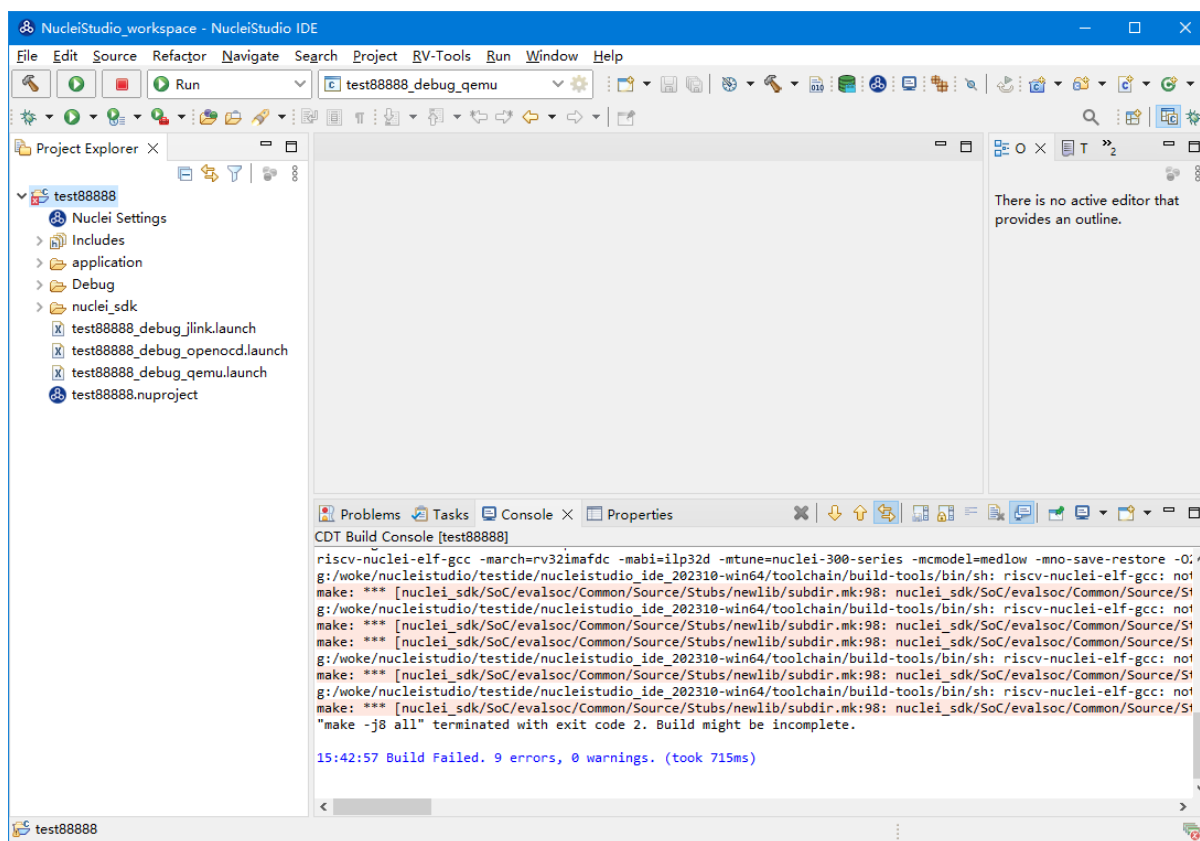 NucleiStudio_workspace - NucleiStudio IDE
File Edit Source Refactor Navigate Search Project RV-Tools Run Window Help
Run
test88888_debug_qemu
Project Explorer
O
T
2
test88888
Nuclei Settings
Includes
application
Debug
nuclei_sdk
test88888_debug_jlink.launch
test88888_debug_openocd.launch
test88888_debug_qemu.launch
test88888.nuproject
There is no active editor that
provides an outline.
Problems Tasks Console Properties
CDT Build Console [test88888]
riscv-nuclei-elf-gcc -march=rv32imafdc -mabi=ilp32d -mtune=nuclei-300-series -mcmodel=medlow -mno-save-restore -O2
g:/woke/nucleistudio/testide/nucleistudio_ide_202310-win64/toolchain/build-tools/bin/sh: riscv-nuclei-elf-gcc: not
make: *** [nuclei_sdk/SoC/evalsoc/Common/Source/Stubs/newlib/subdir.mk:98: nuclei_sdk/SoC/evalsoc/Common/Source/St
g:/woke/nucleistudio/testide/nucleistudio_ide_202310-win64/toolchain/build-tools/bin/sh: riscv-nuclei-elf-gcc: not
make: *** [nuclei_sdk/SoC/evalsoc/Common/Source/Stubs/newlib/subdir.mk:98: nuclei_sdk/SoC/evalsoc/Common/Source/St
make: *** [nuclei_sdk/SoC/evalsoc/Common/Source/Stubs/newlib/subdir.mk:98: nuclei_sdk/SoC/evalsoc/Common/Source/St
g:/woke/nucleistudio/testide/nucleistudio_ide_202310-win64/toolchain/build-tools/bin/sh: riscv-nuclei-elf-gcc: not
make: *** [nuclei_sdk/SoC/evalsoc/Common/Source/Stubs/newlib/subdir.mk:98: nuclei_sdk/SoC/evalsoc/Common/Source/St
g:/woke/nucleistudio/testide/nucleistudio_ide_202310-win64/toolchain/build-tools/bin/sh: riscv-nuclei-elf-gcc: not
make: *** [nuclei_sdk/SoC/evalsoc/Common/Source/Stubs/newlib/subdir.mk:98: nuclei_sdk/SoC/evalsoc/Common/Source/St
"make -j8 all" terminated with exit code 2. Build might be incomplete.
15:42:57 Build Failed. 9 errors, 0 warnings. (took 715ms)
test88888